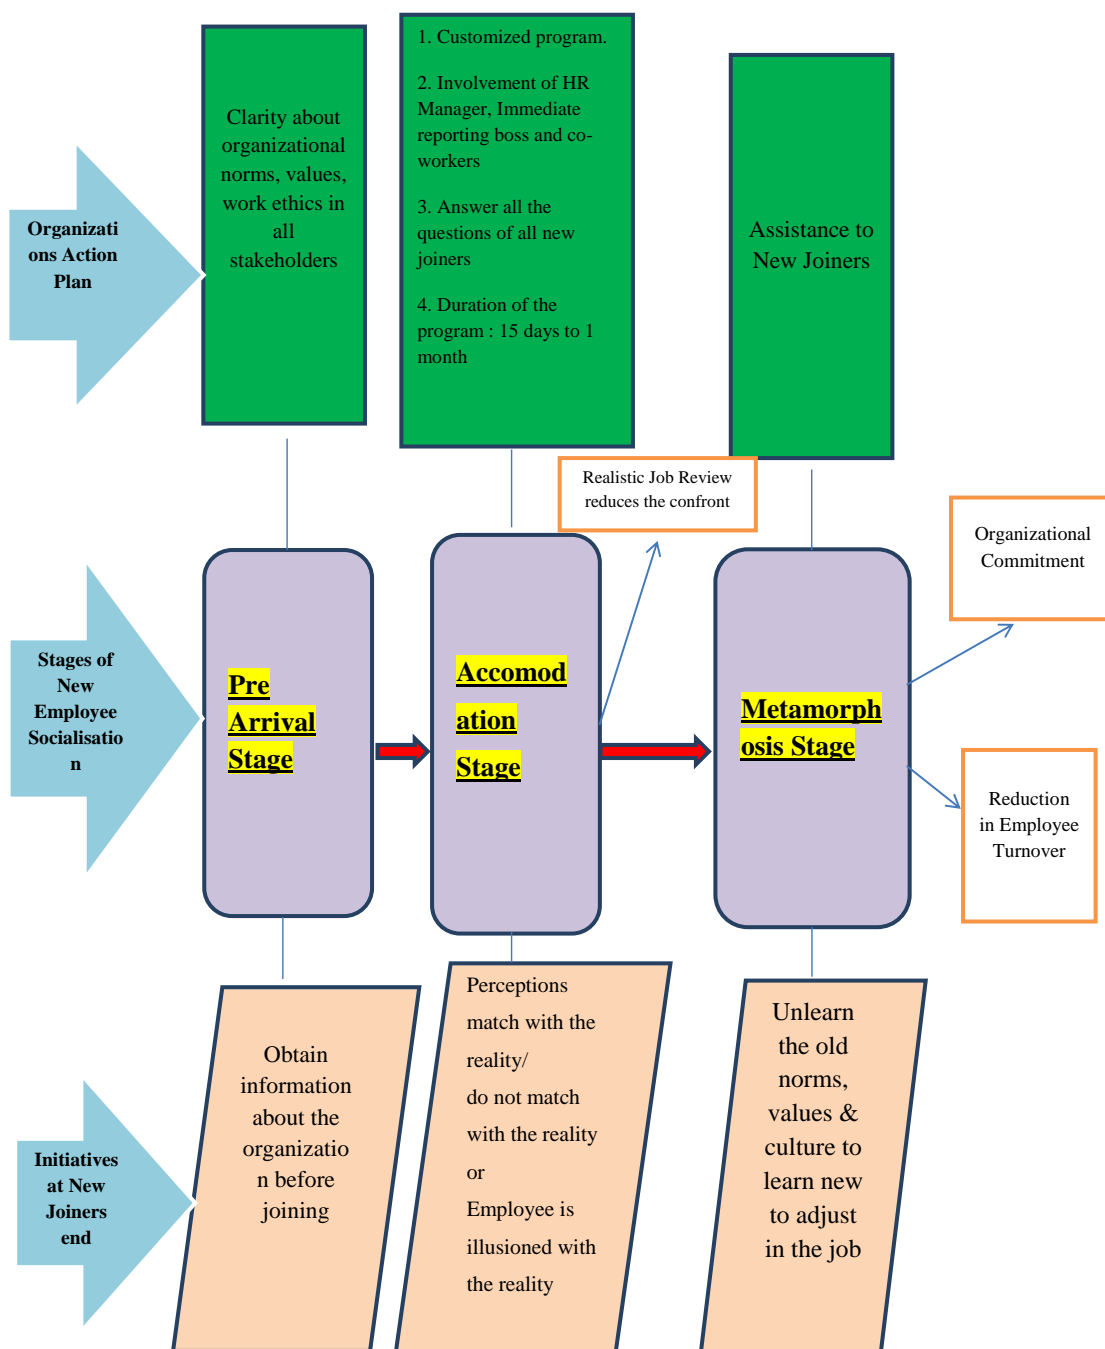 Organizati
ons Action
Plan
Clarity about
organizational
norms, values,
work ethics in
all
stakeholders
1. Customized program.
2. Involvement of HR
Manager, Immediate
reporting boss and co-
workers
3. Answer all the
questions of all new
joiners
4. Duration of the
program : 15 days to 1
month
Assistance to
New Joiners
Realistic Job Review
reduces the confront
Stages of
New
Employee
Socialisatio
n
Pre
Arrival
Stage
Accomod
ation
Stage
Metamorph
osis Stage
Organizational
Commitment
Reduction
in Employee
Turnover
Initiatives
at New
Joiners
end
Obtain
information
about the
organizatio
n before
joining
Perceptions
match with the
reality/
do not match
with the reality
or
Employee is
illusioned with
the reality
Unlearn
the old
norms,
values &
culture to
learn new
to adjust
in the job